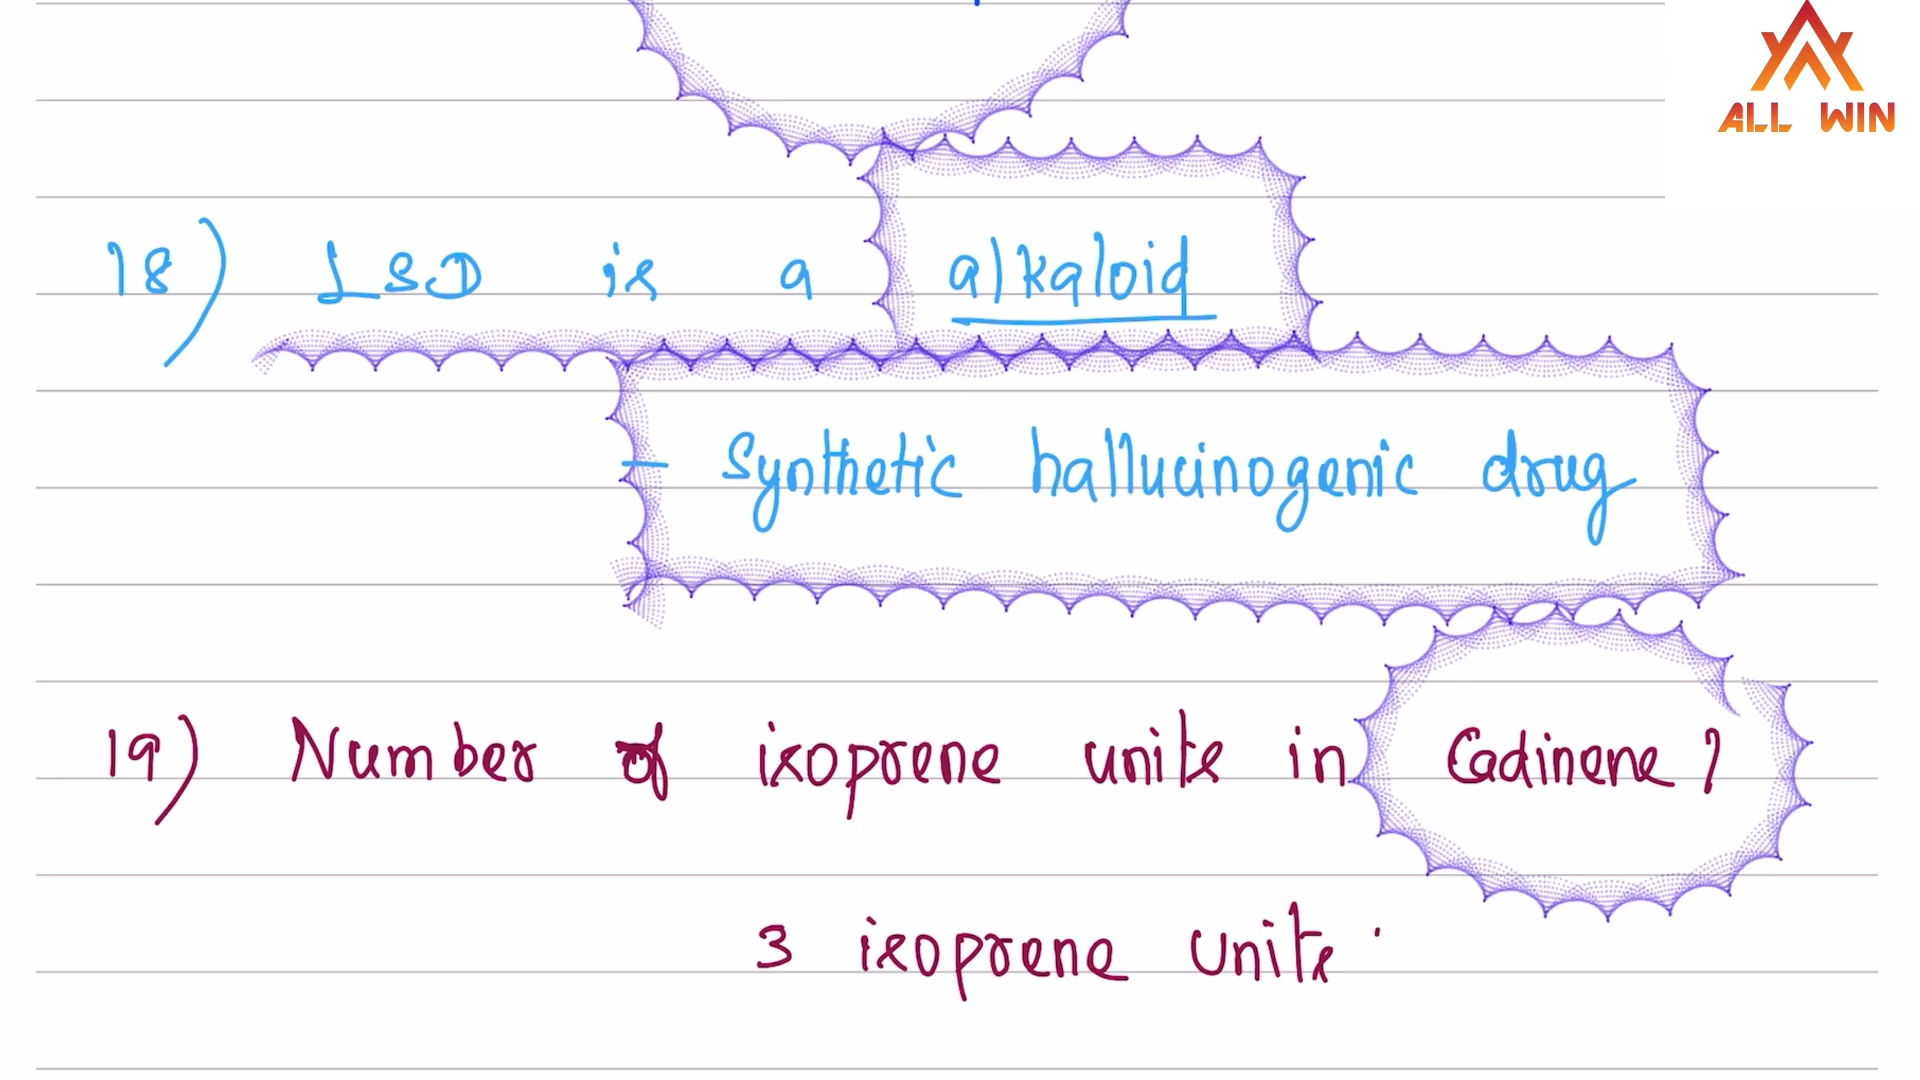 ALL WIN
18) LSD is a alkaloid
- Synthetic hallucinogenic drug
19) Number of isoprene units in Cadinene ?
3 isoprene units.